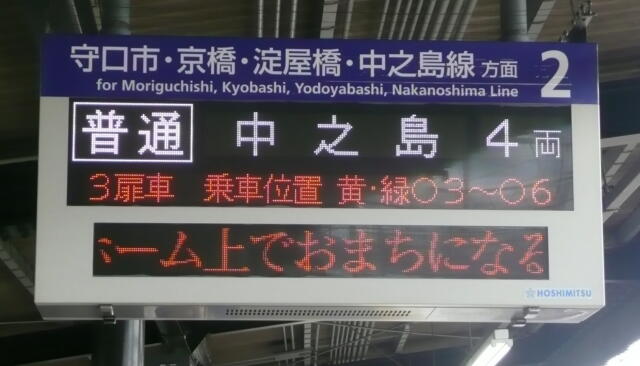 守口市・京橋・淀屋橋・中之島線 方面 2
for Moriguchishi, Kyobashi, Yodoyabashi, Nakanoshima Line
普通 中之島 4両
3扉車 乗車位置 黄・緑○3～○6
ホーム上でおまちになる
HOSHIMITSU